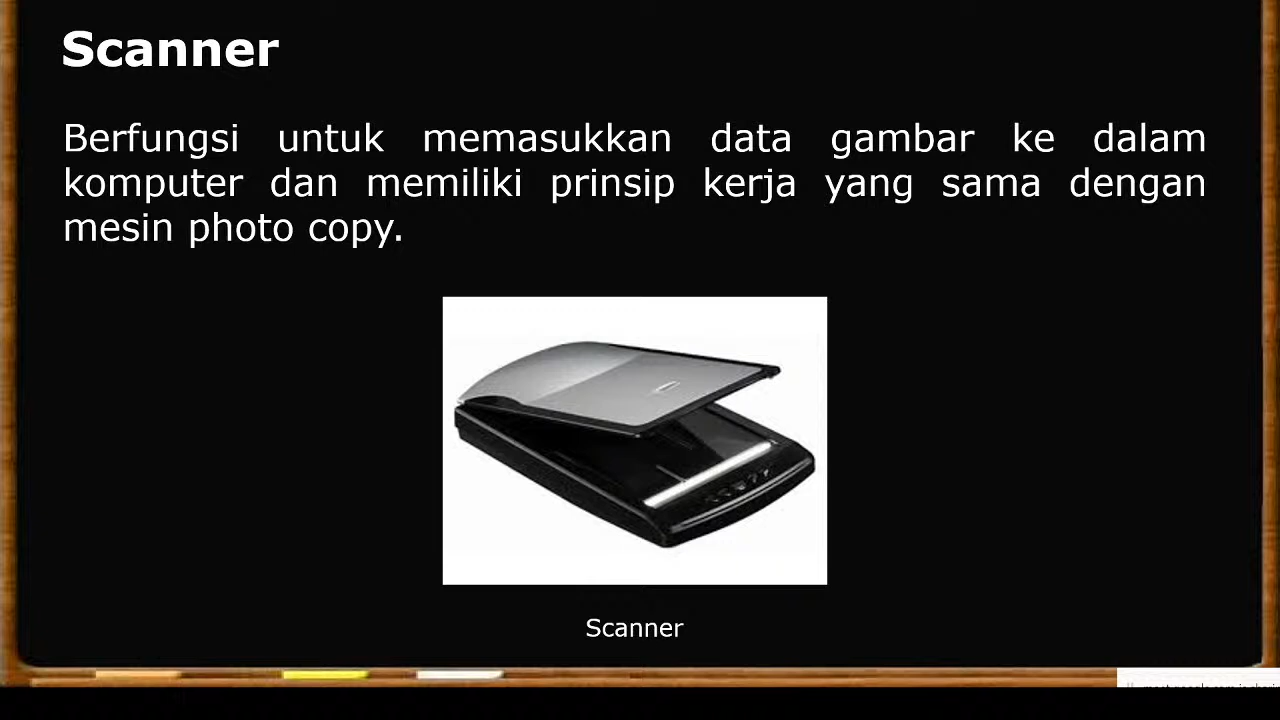 Scanner
Berfungsi untuk memasukkan data gambar ke dalam
komputer dan memiliki prinsip kerja yang sama dengan
mesin photo copy.
Scanner